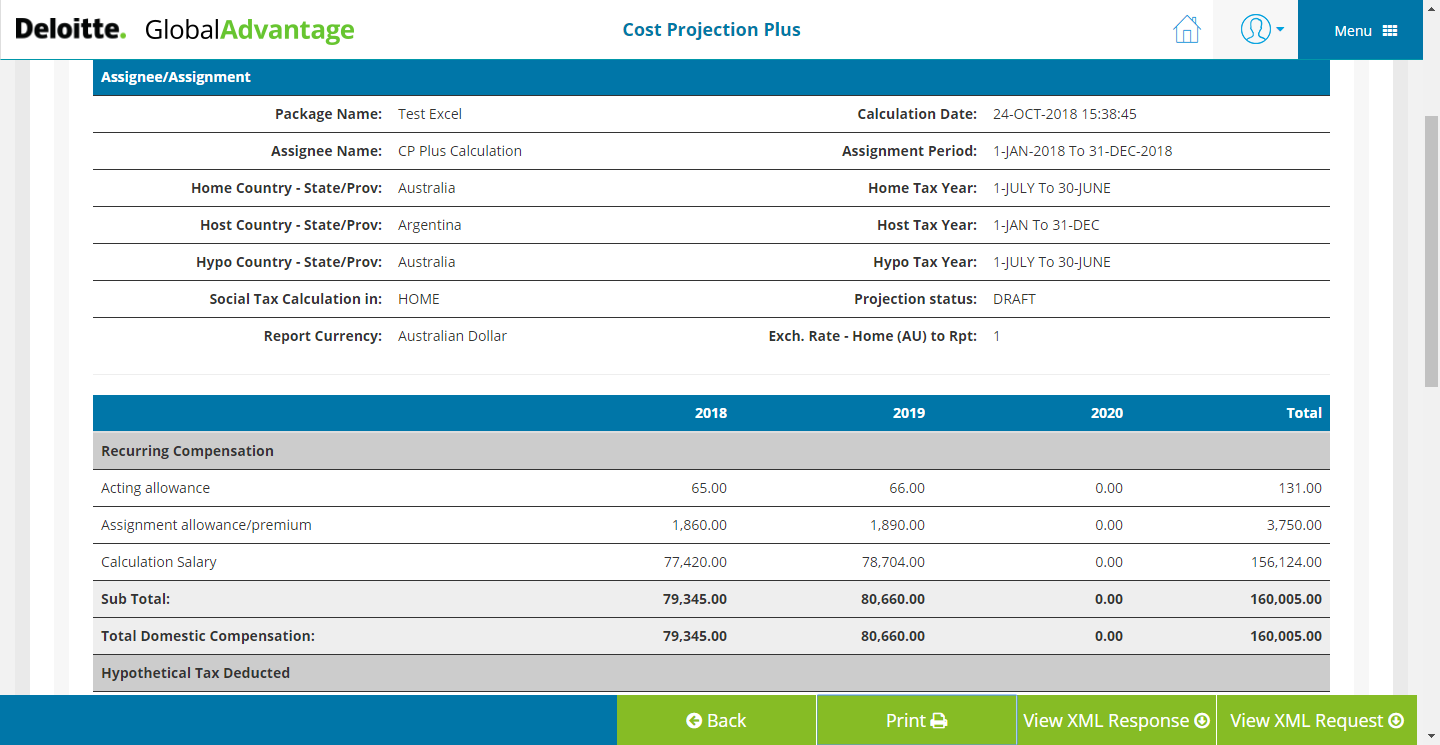 Deloitte. GlobalAdvantage Cost Projection Plus Menu
Assignee/Assignment
Package Name: Test Excel Calculation Date: 24-OCT-2018 15:38:45
Assignee Name: CP Plus Calculation Assignment Period: 1-JAN-2018 To 31-DEC-2018
Home Country - State/Prov: Australia Home Tax Year: 1-JULY To 30-JUNE
Host Country - State/Prov: Argentina Host Tax Year: 1-JAN To 31-DEC
Hypo Country - State/Prov: Australia Hypo Tax Year: 1-JULY To 30-JUNE
Social Tax Calculation in: HOME Projection status: DRAFT
Report Currency: Australian Dollar Exch. Rate - Home (AU) to Rpt: 1
2018 2019 2020 Total
Recurring Compensation
Acting allowance 65.00 66.00 0.00 131.00
Assignment allowance/premium 1,860.00 1,890.00 0.00 3,750.00
Calculation Salary 77,420.00 78,704.00 0.00 156,124.00
Sub Total: 79,345.00 80,660.00 0.00 160,005.00
Total Domestic Compensation: 79,345.00 80,660.00 0.00 160,005.00
Hypothetical Tax Deducted
Back Print View XML Response View XML Request